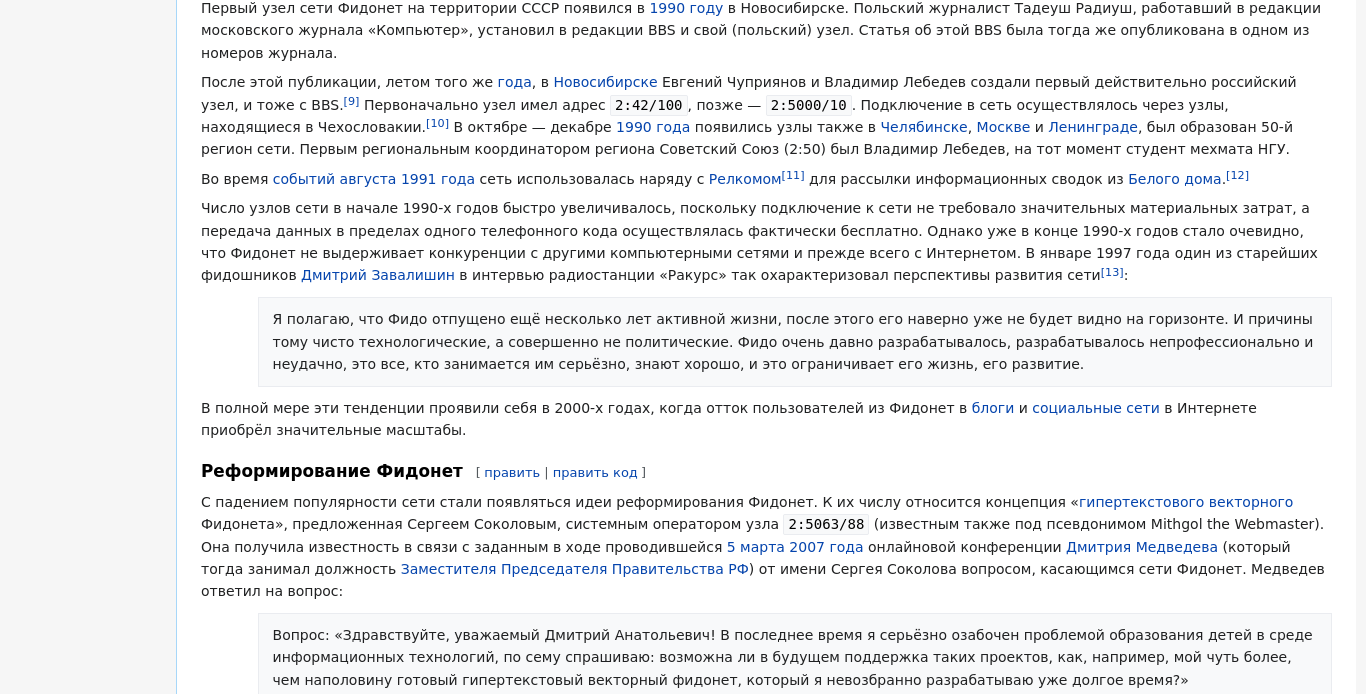 Первый узел сети Фидонет на территории СССР появился в 1990 году в Новосибирске. Польский журналист Тадеуш Радиуш, работавший в редакции
московского журнала «Компьютер», установил в редакции BBS и свой (польский) узел. Статья об этой BBS была тогда же опубликована в одном из
номеров журнала.
После этой публикации, летом того же года, в Новосибирске Евгений Чуприянов и Владимир Лебедев создали первый действительно российский
узел, и тоже с BBS.[9] Первоначально узел имел адрес 2:42/100, позже — 2:5000/10. Подключение в сеть осуществлялось через узлы,
находящиеся в Чехословакии.[10] В октябре — декабре 1990 года появились узлы также в Челябинске, Москве и Ленинграде, был образован 50-й
регион сети. Первым региональным координатором региона Советский Союз (2:50) был Владимир Лебедев, на тот момент студент мехмата НГУ.
Во время событий августа 1991 года сеть использовалась наряду с Релкомом[11] для рассылки информационных сводок из Белого дома.[12]
Число узлов сети в начале 1990-х годов быстро увеличивалось, поскольку подключение к сети не требовало значительных материальных затрат, а
передача данных в пределах одного телефонного кода осуществлялась фактически бесплатно. Однако уже в конце 1990-х годов стало очевидно,
что Фидонет не выдерживает конкуренции с другими компьютерными сетями и прежде всего с Интернетом. В январе 1997 года один из старейших
фидошников Дмитрий Завалишин в интервью радиостанции «Ракурс» так охарактеризовал перспективы развития сети[13]:
Я полагаю, что Фидо отпущено ещё несколько лет активной жизни, после этого его наверно уже не будет видно на горизонте. И причины
тому чисто технологические, а совершенно не политические. Фидо очень давно разрабатывалось, разрабатывалось непрофессионально и
неудачно, это все, кто занимается им серьёзно, знают хорошо, и это ограничивает его жизнь, его развитие.
В полной мере эти тенденции проявили себя в 2000-х годах, когда отток пользователей из Фидонет в блоги и социальные сети в Интернете
приобрёл значительные масштабы.
Реформирование Фидонет [ править | править код ]
С падением популярности сети стали появляться идеи реформирования Фидонет. К их числу относится концепция «гипертекстового векторного
Фидонета», предложенная Сергеем Соколовым, системным оператором узла 2:5063/88 (известным также под псевдонимом Mithgol the Webmaster).
Она получила известность в связи с заданным в ходе проводившейся 5 марта 2007 года онлайновой конференции Дмитрия Медведева (который
тогда занимал должность Заместителя Председателя Правительства РФ) от имени Сергея Соколова вопросом, касающимся сети Фидонет. Медведев
ответил на вопрос:
Вопрос: «Здравствуйте, уважаемый Дмитрий Анатольевич! В последнее время я серьёзно озабочен проблемой образования детей в среде
информационных технологий, по сему спрашиваю: возможна ли в будущем поддержка таких проектов, как, например, мой чуть более,
чем наполовину готовый гипертекстовый векторный фидонет, который я невозбранно разрабатываю уже долгое время?»